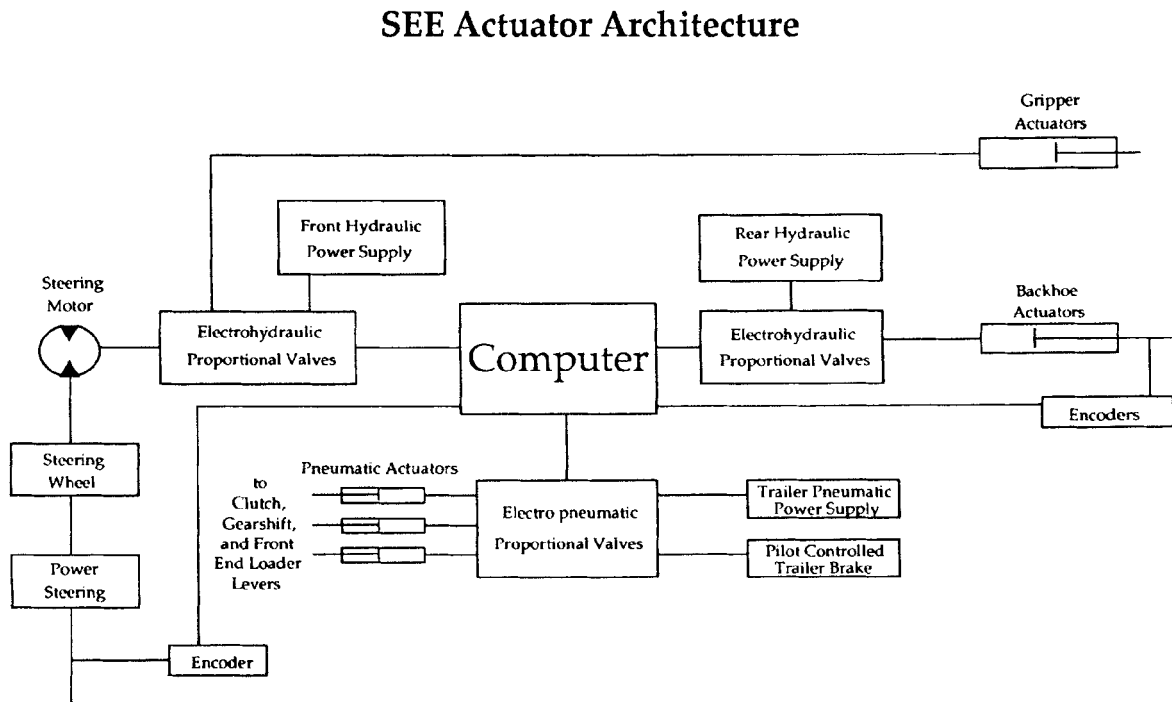 SEE Actuator Architecture
Gripper
Actuators
Front Hydraulic
Power Supply
Rear Hydraulic
Power Supply
Steering
Motor
Backhoe
Actuators
Electrohydraulic
Proportional Valves
Computer
Electrohydraulic
Proportional Valves
Encoders
Steering
Wheel
Pneumatic Actuators
to
Clutch,
Gearshift,
and Front
End Loader
Levers
Electro pneumatic
Proportional Valves
Trailer Pneumatic
Power Supply
Pilot Controlled
Trailer Brake
Power
Steering
Encoder